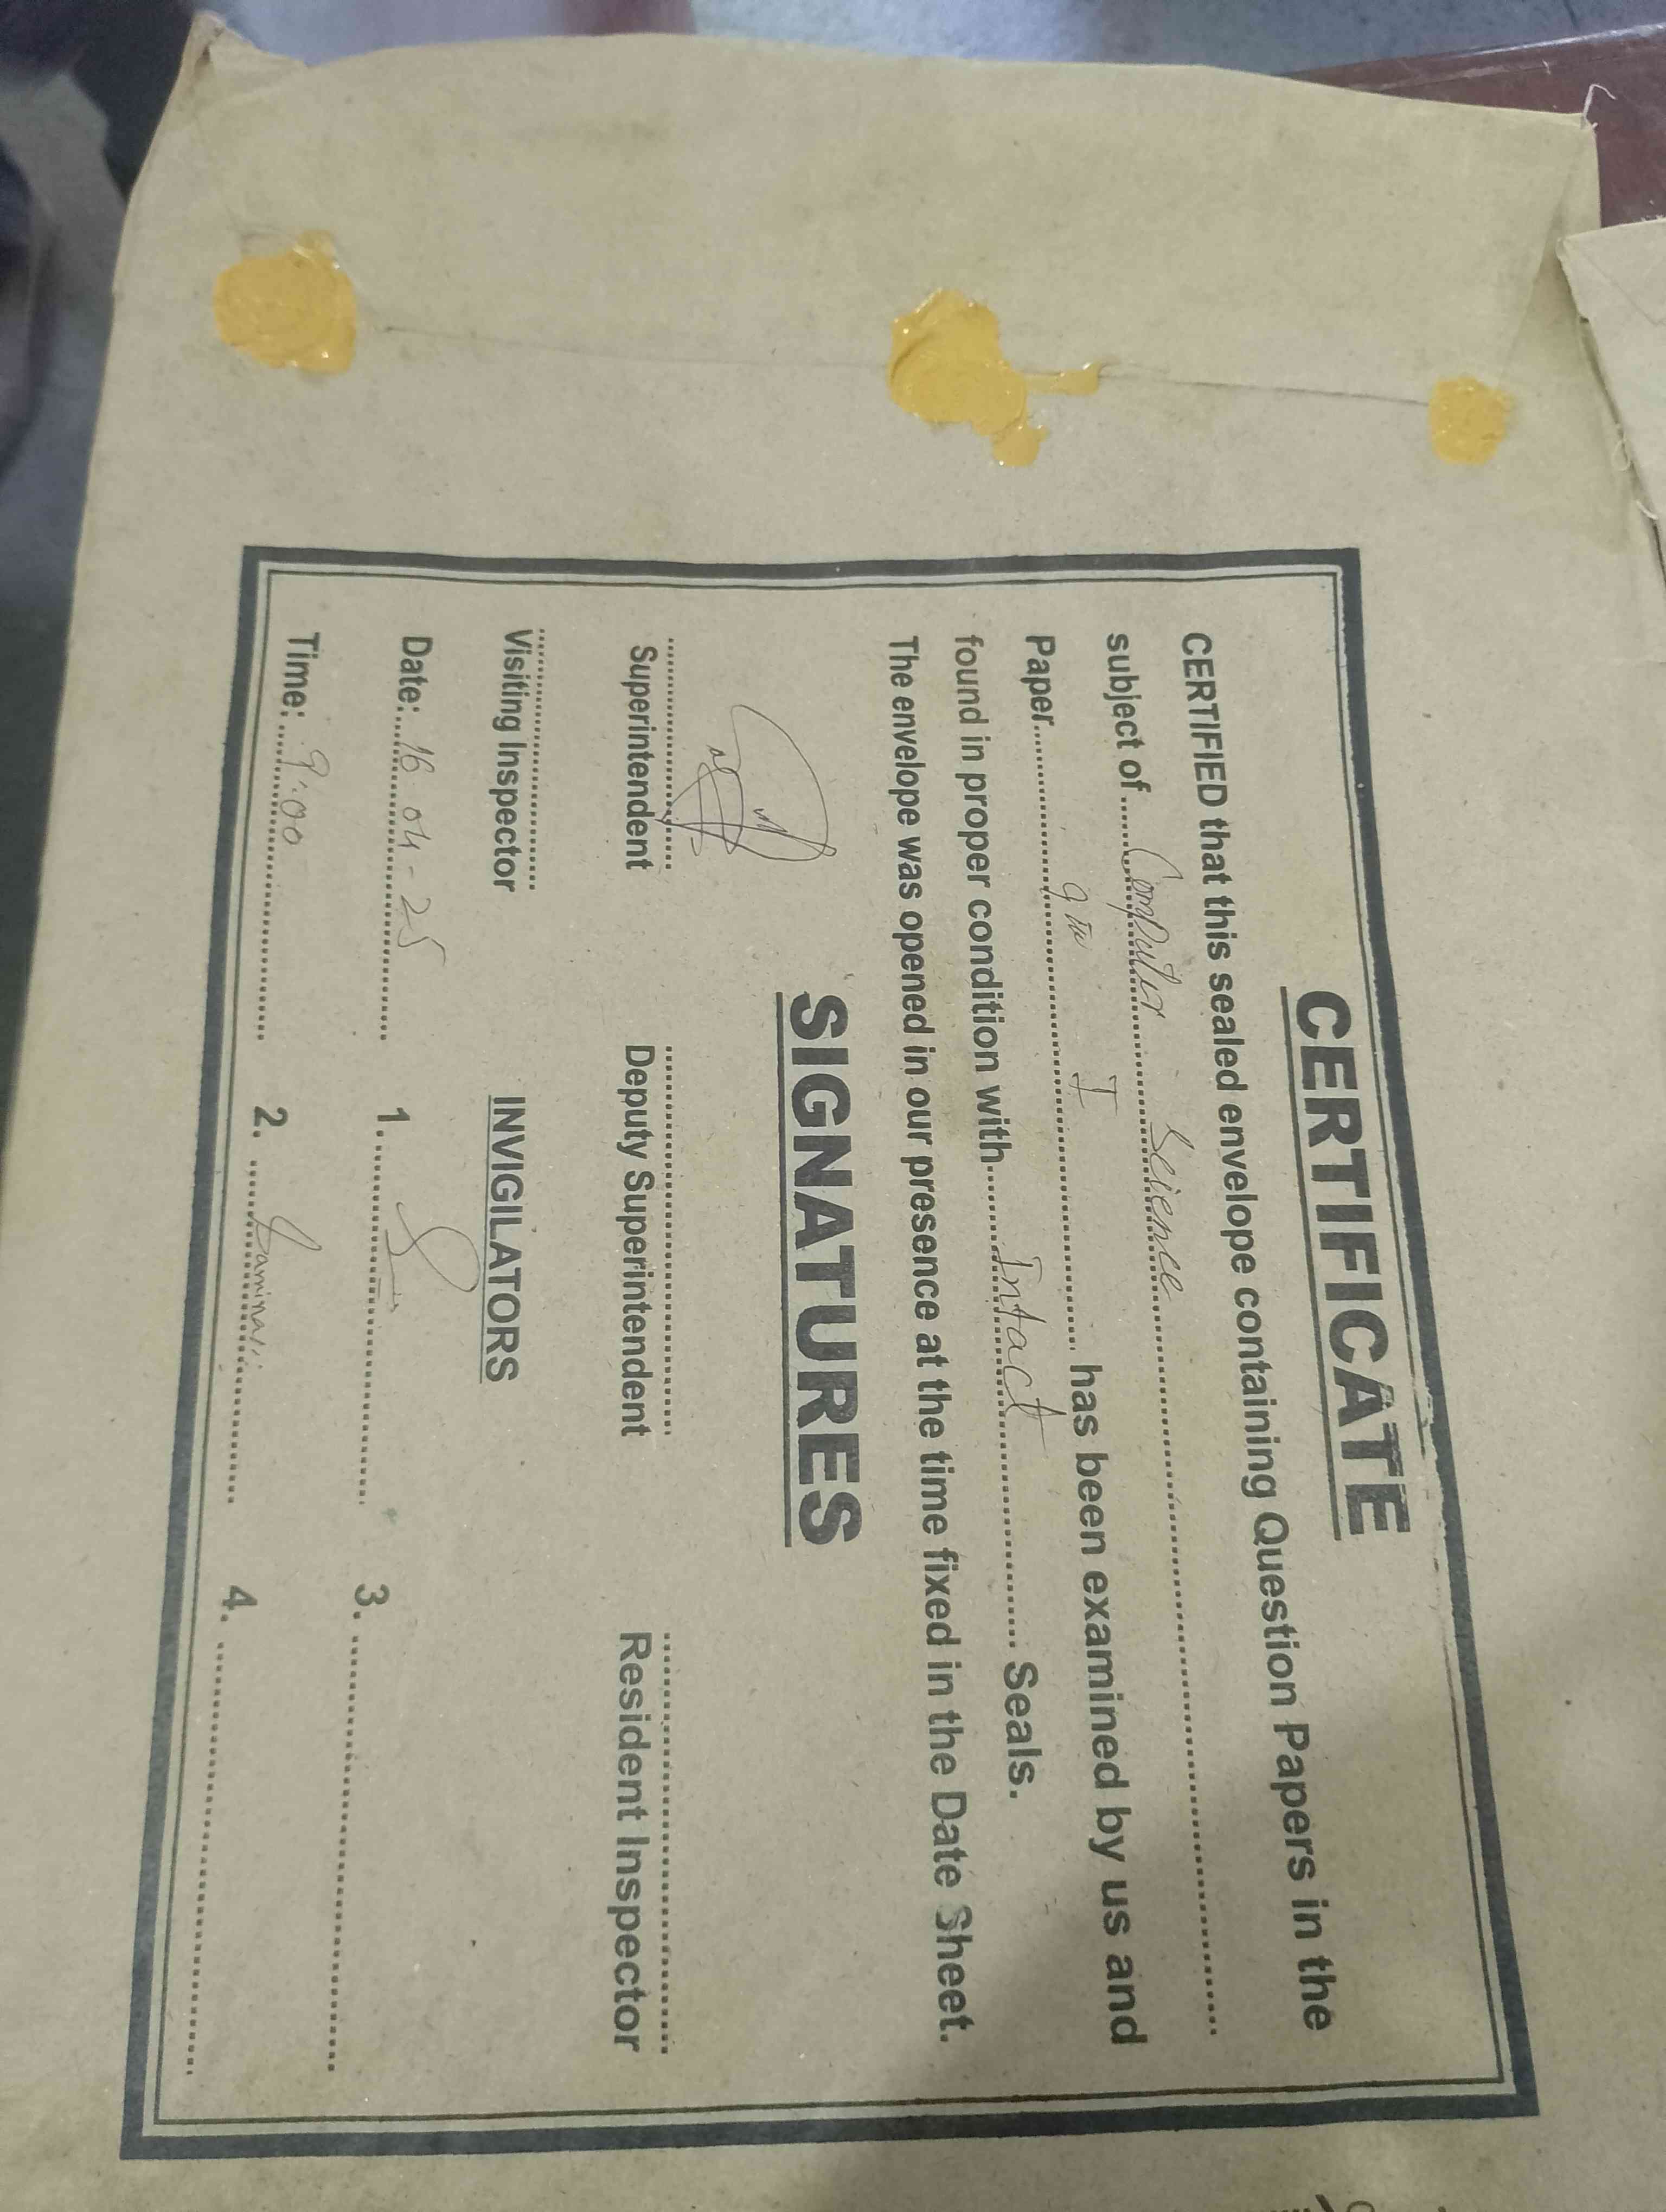 CERTIFICATE
CERTIFIED that this sealed envelope containing Question Papers in the
subject of ...... Computer Science ......
Paper ...... 9th I ...... has been examined by us and
found in proper condition with ...... Intact ...... Seals.
The envelope was opened in our presence at the time fixed in the Date Sheet.
SIGNATURES
Superintendent Deputy Superintendent Resident Inspector
Visiting Inspector INVIGILATORS
Date: 16 04-25 1. 3.
Time: 9:00 2. 4.